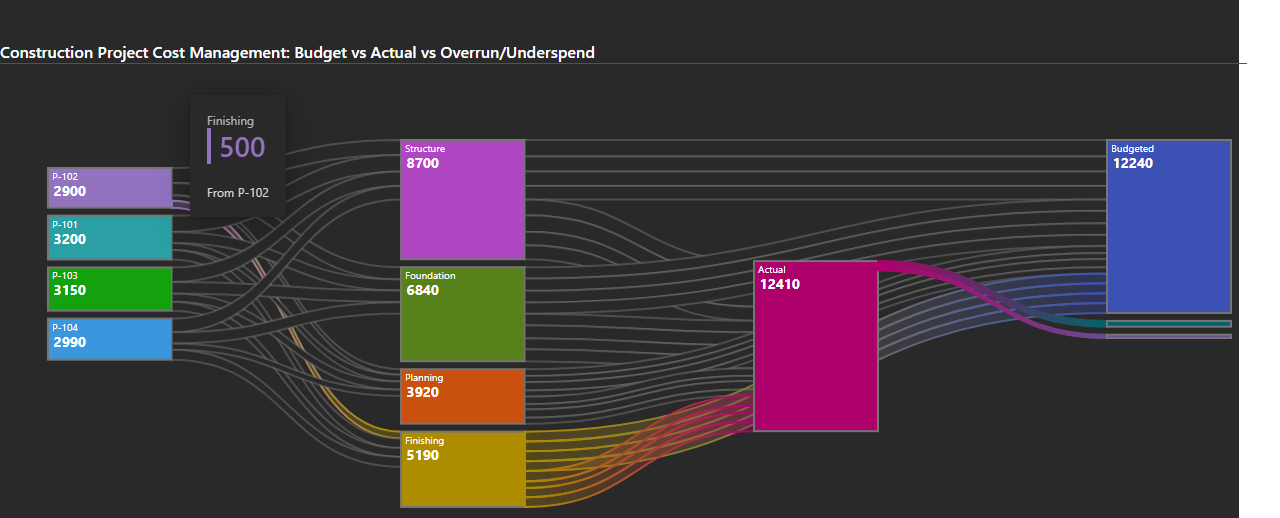 Construction Project Cost Management: Budget vs Actual vs Overrun/Underspend
Finishing
500
From P-102
P-102
2900
P-101
3200
P-103
3150
P-104
2990
Structure
8700
Foundation
6840
Planning
3920
Finishing
5190
Actual
12410
Budgeted
12240